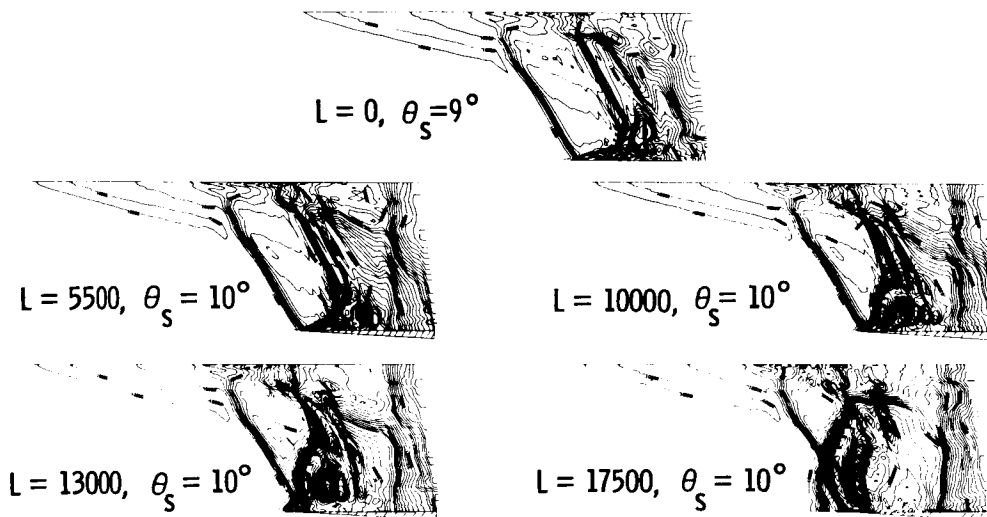 L = 0, θs=9°
L = 5500, θs = 10°
L = 10000, θs= 10°
L = 13000, θs = 10°
L = 17500, θs = 10°